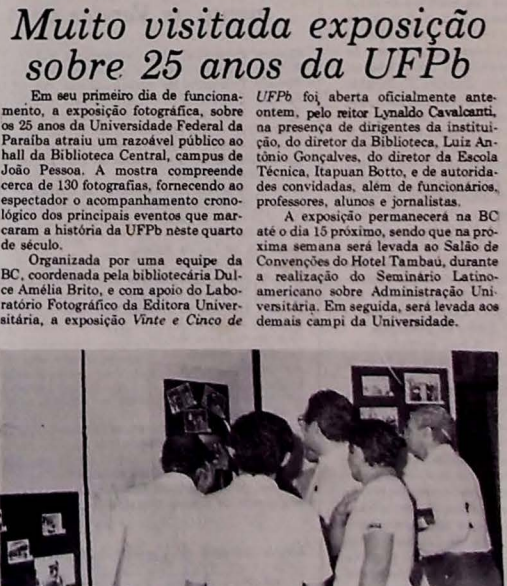 Muito visitada exposição
sobre 25 anos da UFPb
Em seu primeiro dia de funciona-
mento, a exposição fotográfica, sobre
os 25 anos da Universidade Federal da
Paraíba atraiu um razoável público ao
hall da Biblioteca Central, campus de
João Pessoa. A mostra compreende
cerca de 130 fotografias, fornecendo ao
espectador o acompanhamento crono-
lógico dos principais eventos que mar-
caram a história da UFPb neste quarto
de século.
Organizada por uma equipe da
BC, coordenada pela bibliotecária Dul-
ce Amélia Brito, e com apoio do Labo-
ratório Fotográfico da Editora Univer-
sitária, a exposição Vinte e Cinco de
UFPb foi aberta oficialmente ante-
ontem, pelo reitor Lynaldo Cavalcanti,
na presença de dirigentes da institui-
ção, do diretor da Biblioteca, Luiz An-
tônio Gonçalves, do diretor da Escola
Técnica, Itapuan Botto, e de autorida-
des convidadas, além de funcionários,
professores, alunos e jornalistas.
A exposição permanecerá na BC
até o dia 15 próximo, sendo que na pró-
xima semana será levada ao Salão de
Convenções do Hotel Tambaú, durante
a realização do Seminário Latino-
americano sobre Administração Uni-
versitária. Em seguida, será levada aos
demais campi da Universidade.